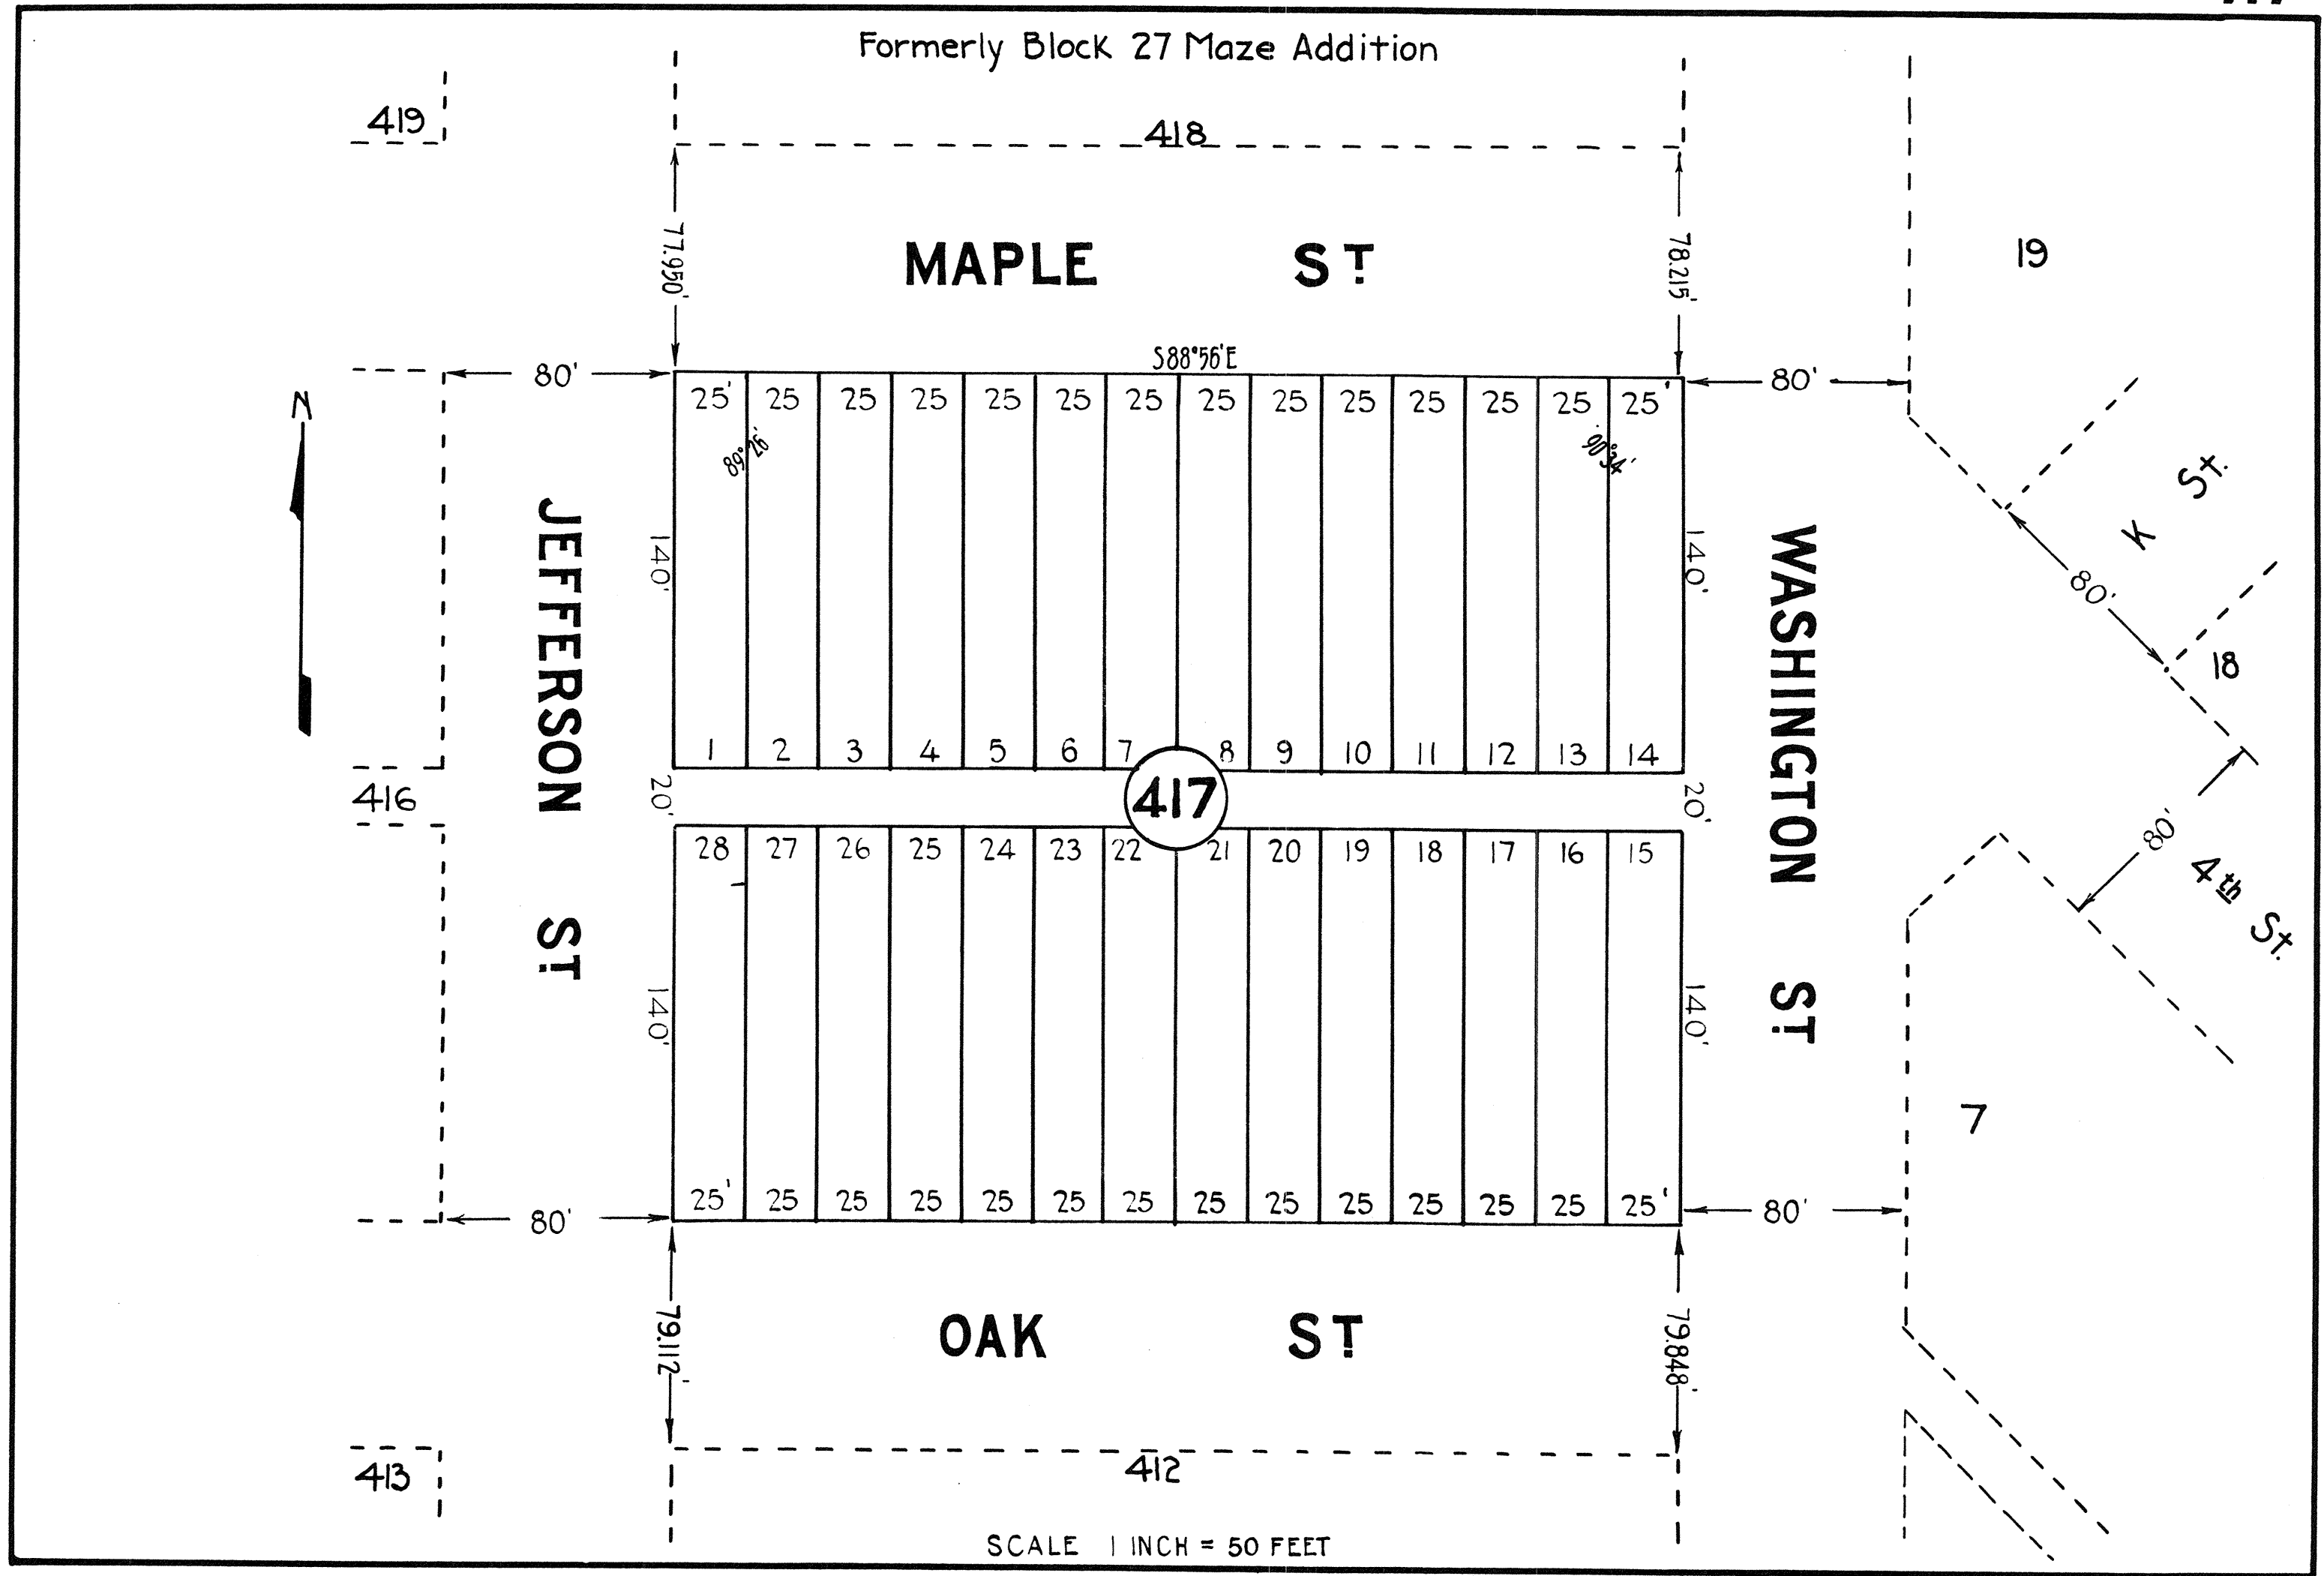 Formerly Block 27 Maze Addition
419
418
77.950'
78.215'
MAPLE ST.
19
S88°56'E
80'
80'
N
25' 25 25 25 25 25 25 25 25 25 25 25 25 25'
89°26'
90°34'
K St.
JEFFERSON ST.
140'
140'
WASHINGTON ST.
80'
18
1 2 3 4 5 6 7 8 9 10 11 12 13 14
416
20'
417
20'
80'
4th St.
28 27 26 25 24 23 22 21 20 19 18 17 16 15
140'
140'
7
25' 25 25 25 25 25 25 25 25 25 25 25 25 25'
80'
80'
79.112'
79.848'
OAK ST.
413
412
SCALE 1 INCH = 50 FEET